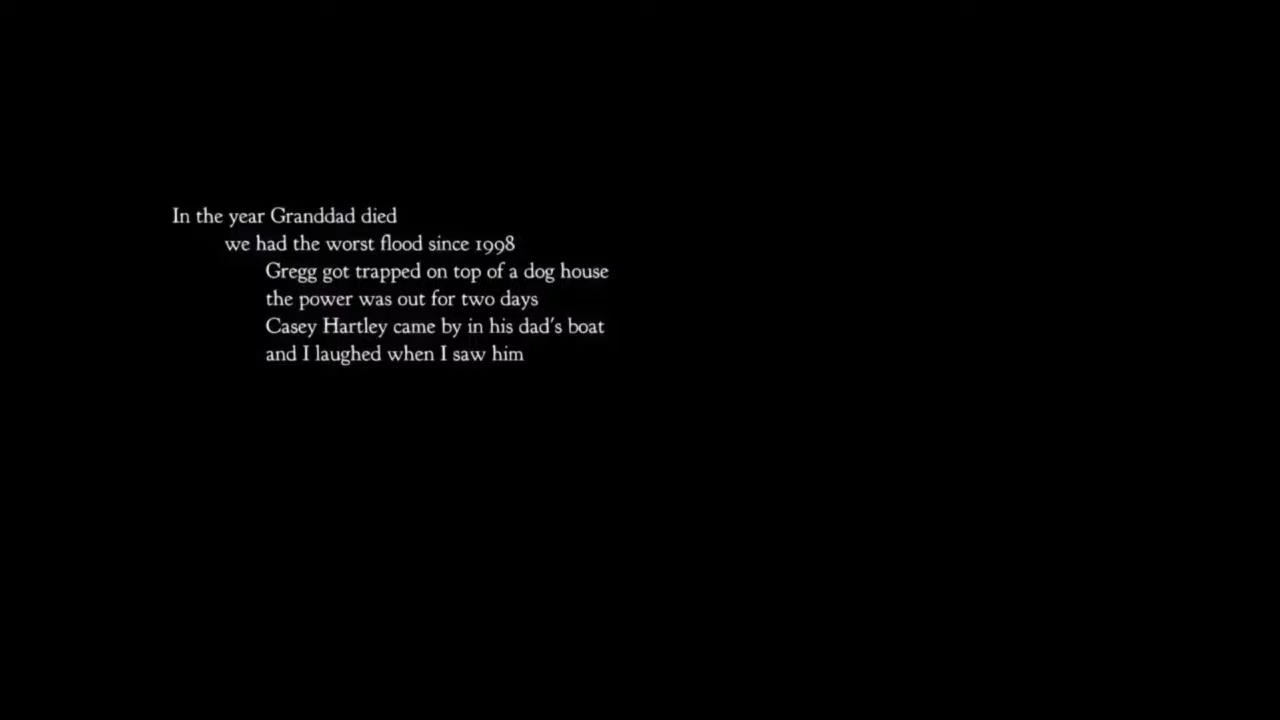 In the year Granddad died
we had the worst flood since 1998
Gregg got trapped on top of a dog house
the power was out for two days
Casey Hartley came by in his dad's boat
and I laughed when I saw him